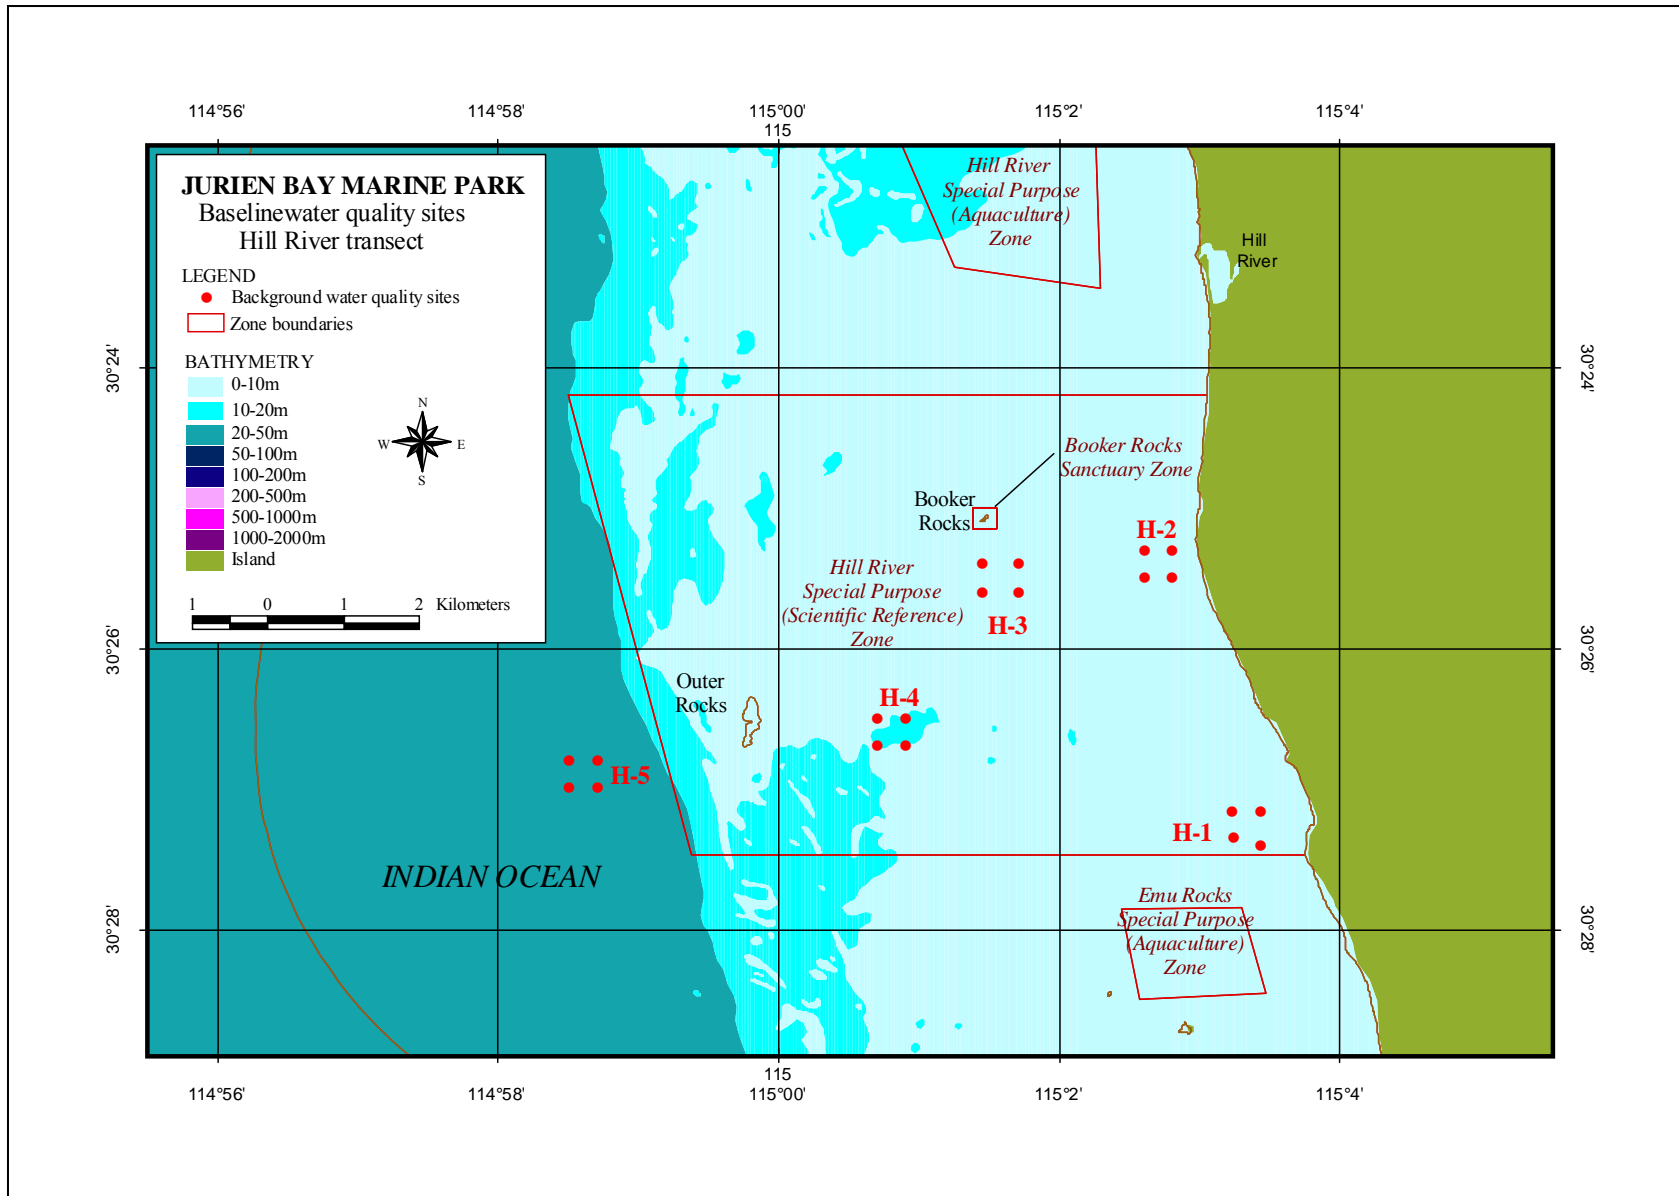 114°56'
114°58'
115°00'
115
115°2'
115°4'
JURIEN BAY MARINE PARK
Baselinewater quality sites
Hill River transect
LEGEND
Background water quality sites
Zone boundaries
BATHYMETRY
0-10m
10-20m
20-50m
50-100m
100-200m
200-500m
500-1000m
1000-2000m
Island
N
W
E
S
1 0 1 2 Kilometers
Hill River
Special Purpose
(Aquaculture)
Zone
Hill
River
30°24'
30°24'
Booker Rocks
Sanctuary Zone
Booker
Rocks
H-2
Hill River
Special Purpose
(Scientific Reference)
Zone
H-3
30°26'
30°26'
Outer
Rocks
H-4
H-5
H-1
INDIAN OCEAN
Emu Rocks
Special Purpose
(Aquaculture)
Zone
30°28'
30°28'
114°56'
114°58'
115
115°00'
115°2'
115°4'